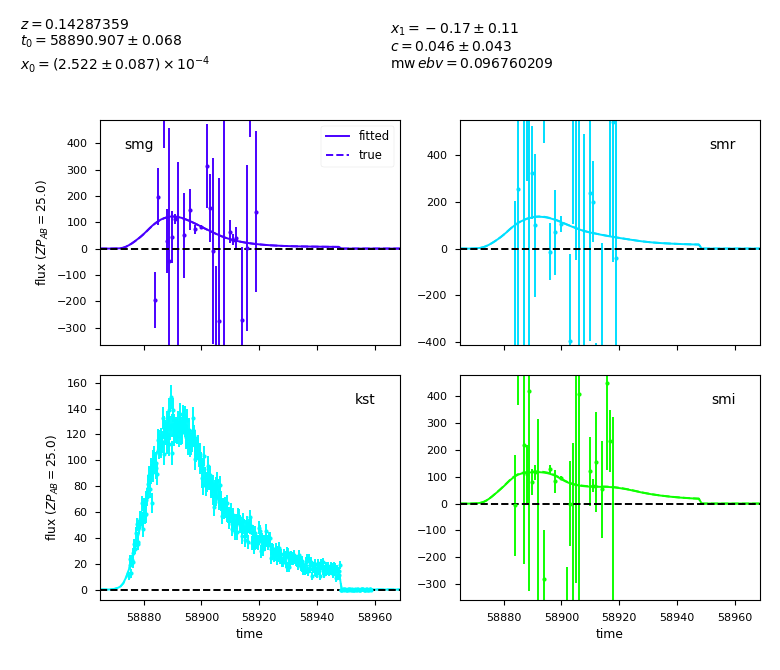 z = 0.14287359
t₀ = 58890.907 ± 0.068
x₀ = (2.522 ± 0.087) × 10⁻⁴
x₁ = −0.17 ± 0.11
c = 0.046 ± 0.043
mw ebv = 0.096760209
smg
fitted
true
400
300
200
100
0
−100
−200
−300
flux (ZP_AB = 25.0)
smr
400
200
0
−200
−400
kst
160
140
120
100
80
60
40
20
0
flux (ZP_AB = 25.0)
58880 58900 58920 58940 58960
time
smi
400
300
200
100
0
−100
−200
−300
58880 58900 58920 58940 58960
time